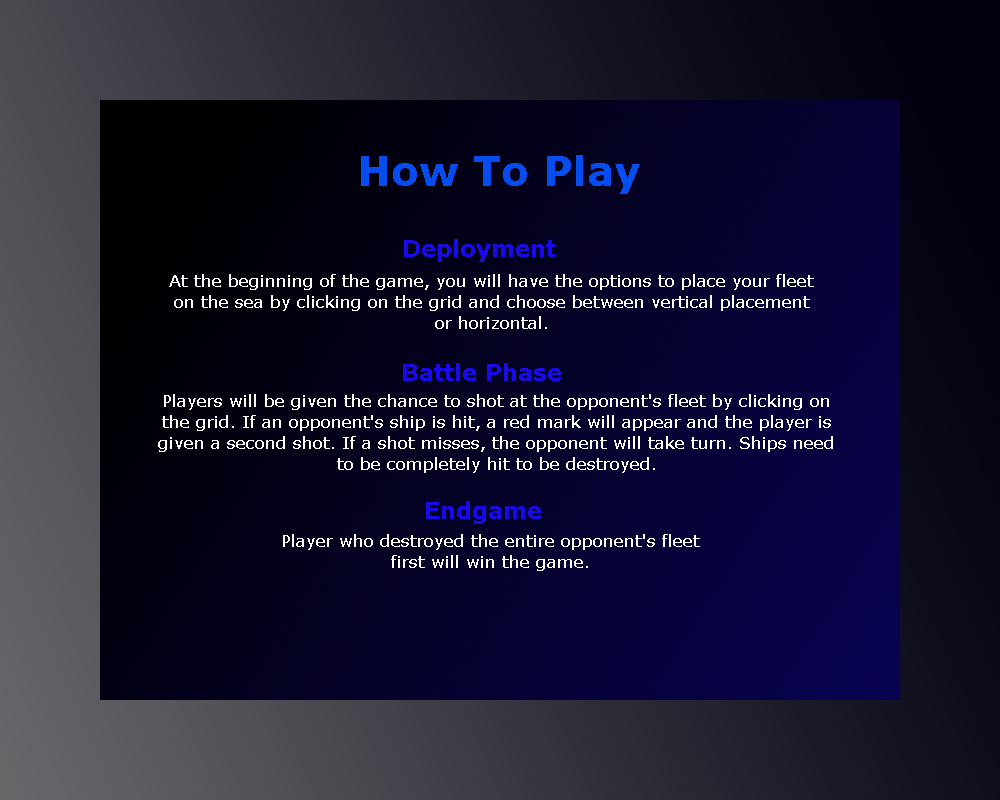 How To Play
Deployment
At the beginning of the game, you will have the options to place your fleet
on the sea by clicking on the grid and choose between vertical placement
or horizontal.
Battle Phase
Players will be given the chance to shot at the opponent's fleet by clicking on
the grid. If an opponent's ship is hit, a red mark will appear and the player is
given a second shot. If a shot misses, the opponent will take turn. Ships need
to be completely hit to be destroyed.
Endgame
Player who destroyed the entire opponent's fleet
first will win the game.